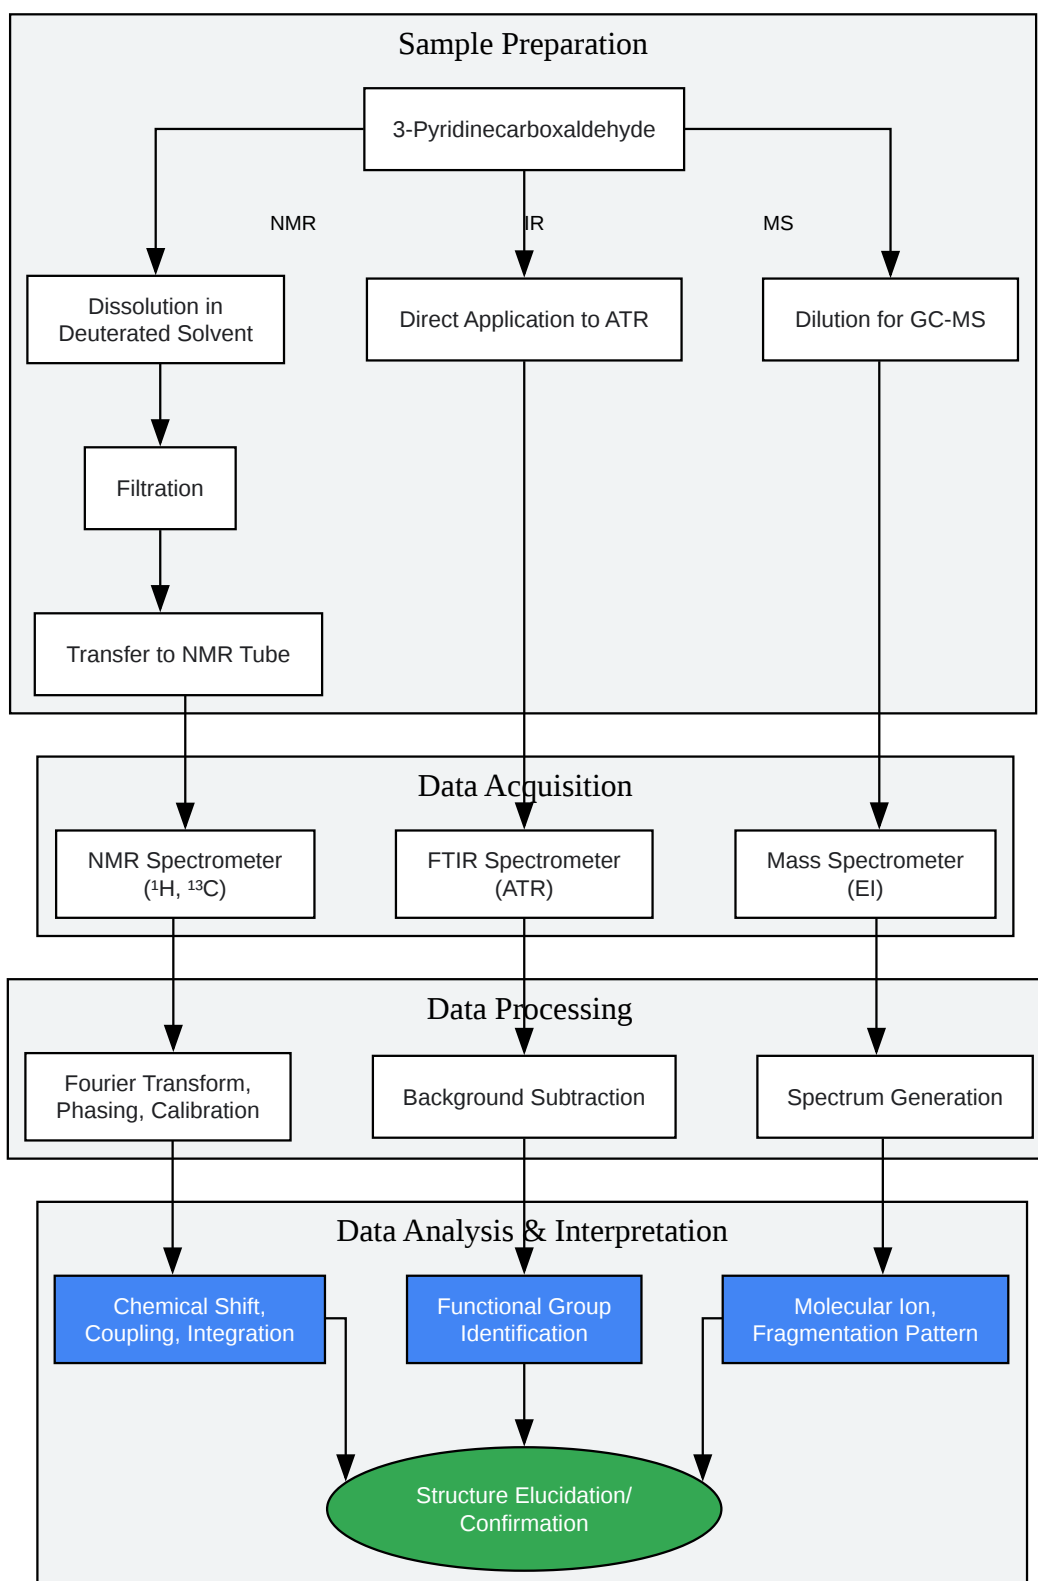 Sample Preparation
3-Pyridinecarboxaldehyde
NMR
IR
MS
Dissolution in
Deuterated Solvent
Direct Application to ATR
Dilution for GC-MS
Filtration
Transfer to NMR Tube
Data Acquisition
NMR Spectrometer
(¹H, ¹³C)
FTIR Spectrometer
(ATR)
Mass Spectrometer
(EI)
Data Processing
Fourier Transform,
Phasing, Calibration
Background Subtraction
Spectrum Generation
Data Analysis & Interpretation
Chemical Shift,
Coupling, Integration
Functional Group
Identification
Molecular Ion,
Fragmentation Pattern
Structure Elucidation/
Confirmation